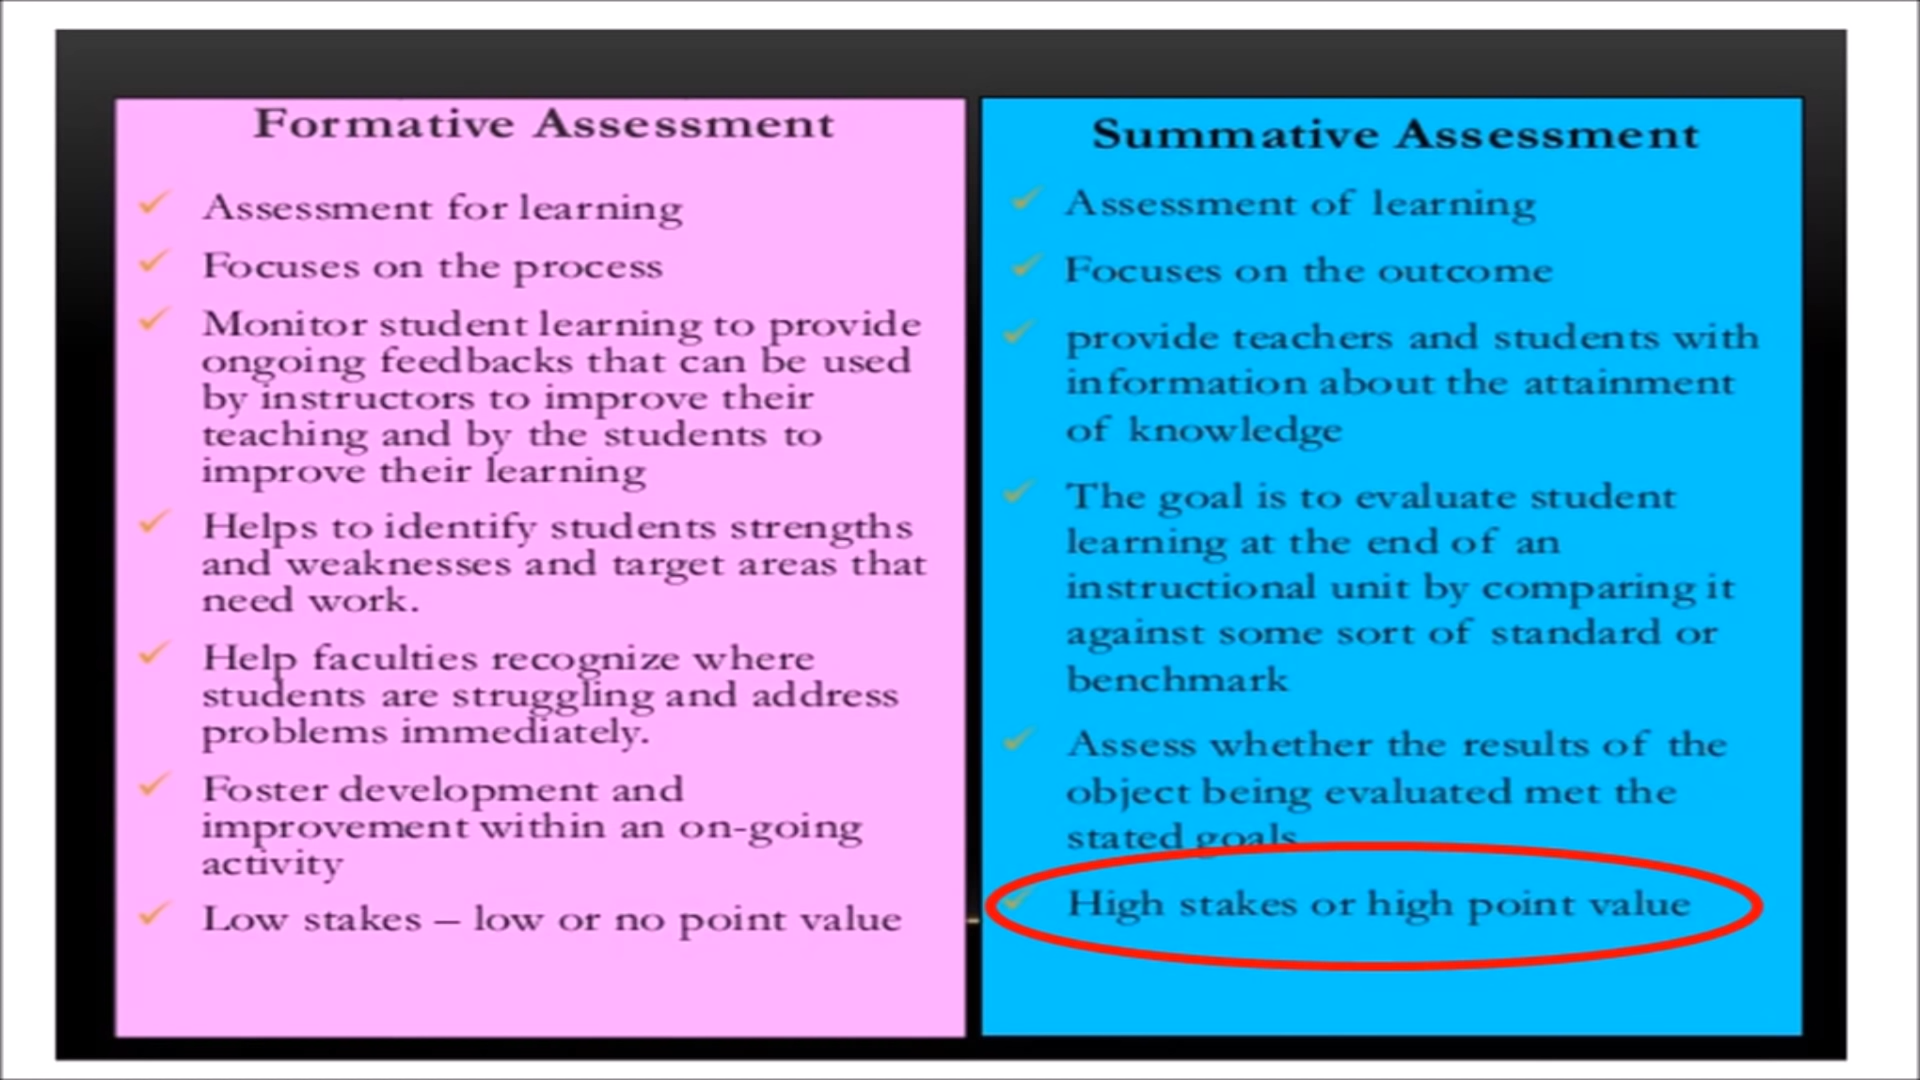 Formative Assessment
Assessment for learning
Focuses on the process
Monitor student learning to provide
ongoing feedbacks that can be used
by instructors to improve their
teaching and by the students to
improve their learning
Helps to identify students strengths
and weaknesses and target areas that
need work.
Help faculties recognize where
students are struggling and address
problems immediately.
Foster development and
improvement within an on-going
activity
Low stakes – low or no point value
Summative Assessment
Assessment of learning
Focuses on the outcome
provide teachers and students with
information about the attainment
of knowledge
The goal is to evaluate student
learning at the end of an
instructional unit by comparing it
against some sort of standard or
benchmark
Assess whether the results of the
object being evaluated met the
stated goals
High stakes or high point value